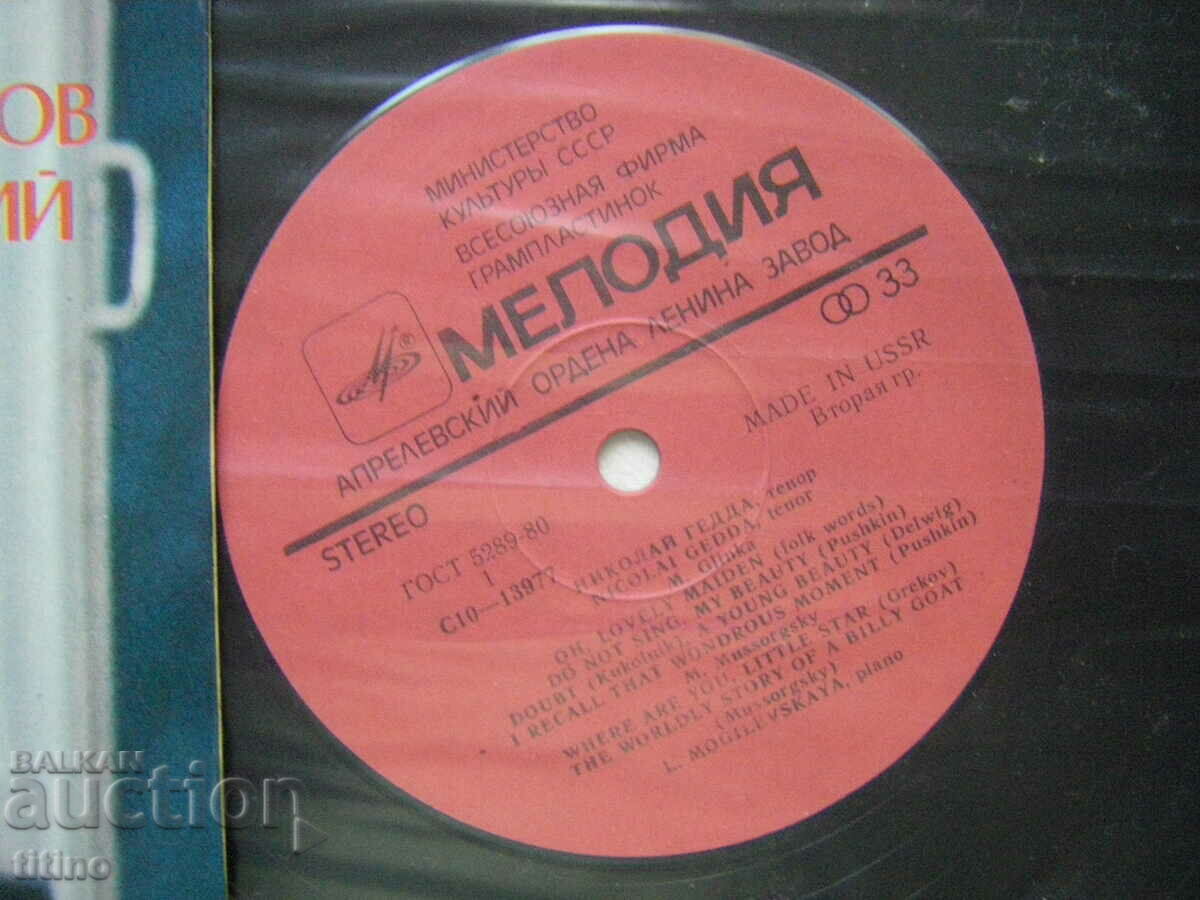 ОВ
ИЙ
МИНИСТЕРСТВО
КУЛЬТУРЫ СССР
ВСЕСОЮЗНАЯ ФИРМА
ГРАМПЛАСТИНОК
®
МЕЛОДИЯ
АПРЕЛЕВСКИЙ ОРДЕНА ЛЕНИНА ЗАВОД
STEREO
33
MADE IN USSR
Вторая гр.
ГОСТ 5289-80
1
С10—13977
НИКОЛАЙ ГЕДДА, тенор
NICOLAI GEDDA, tenor
M. Glinka
OH, LOVELY MAIDEN (folk words)
DO NOT SING, MY BEAUTY (Pushkin)
DOUBT (Kukolnik), A YOUNG BEAUTY (Delwig)
I RECALL THAT WONDROUS MOMENT (Pushkin)
M. Mussorgsky
WHERE ARE YOU, LITTLE STAR (Grekov)
THE WORLDLY STORY OF A BILLY GOAT
(Mussorgsky)
L. MOGILEVSKAYA, piano
BALKAN
auction
titino